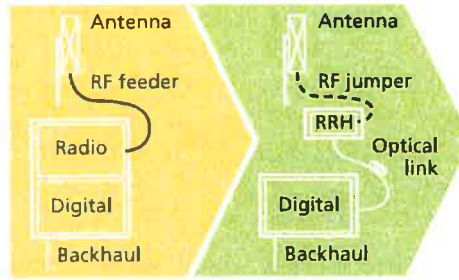 Antenna
RF feeder
Radio
Digital
Backhaul
Antenna
RF jumper
RRH
Optical
link
Digital
Backhaul